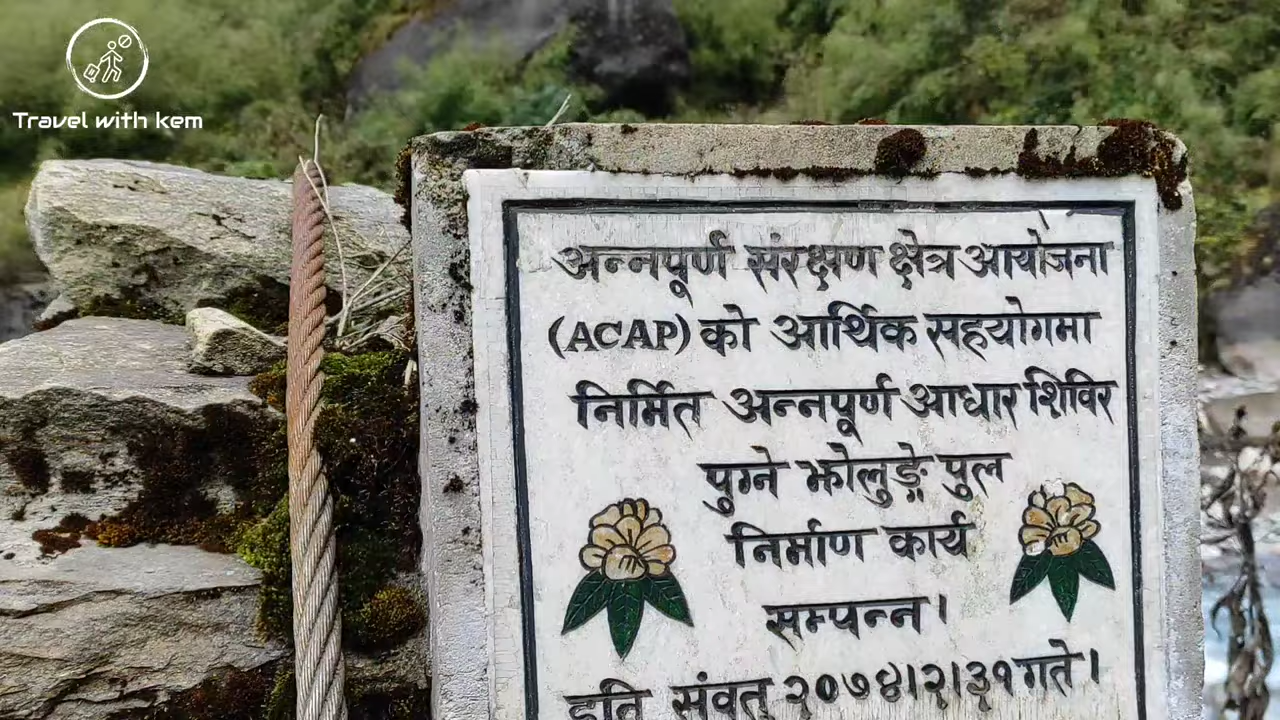 Travel with kem
अन्नपूर्ण संरक्षण क्षेत्र आयोजना
(ACAP) को आर्थिक सहयोगमा
निर्मित अन्नपूर्ण आधार शिविर
पुग्ने झोलुङ्गे पुल
निर्माण कार्य
सम्पन्न।
इति संवत् २०७४।२।३१ गते।